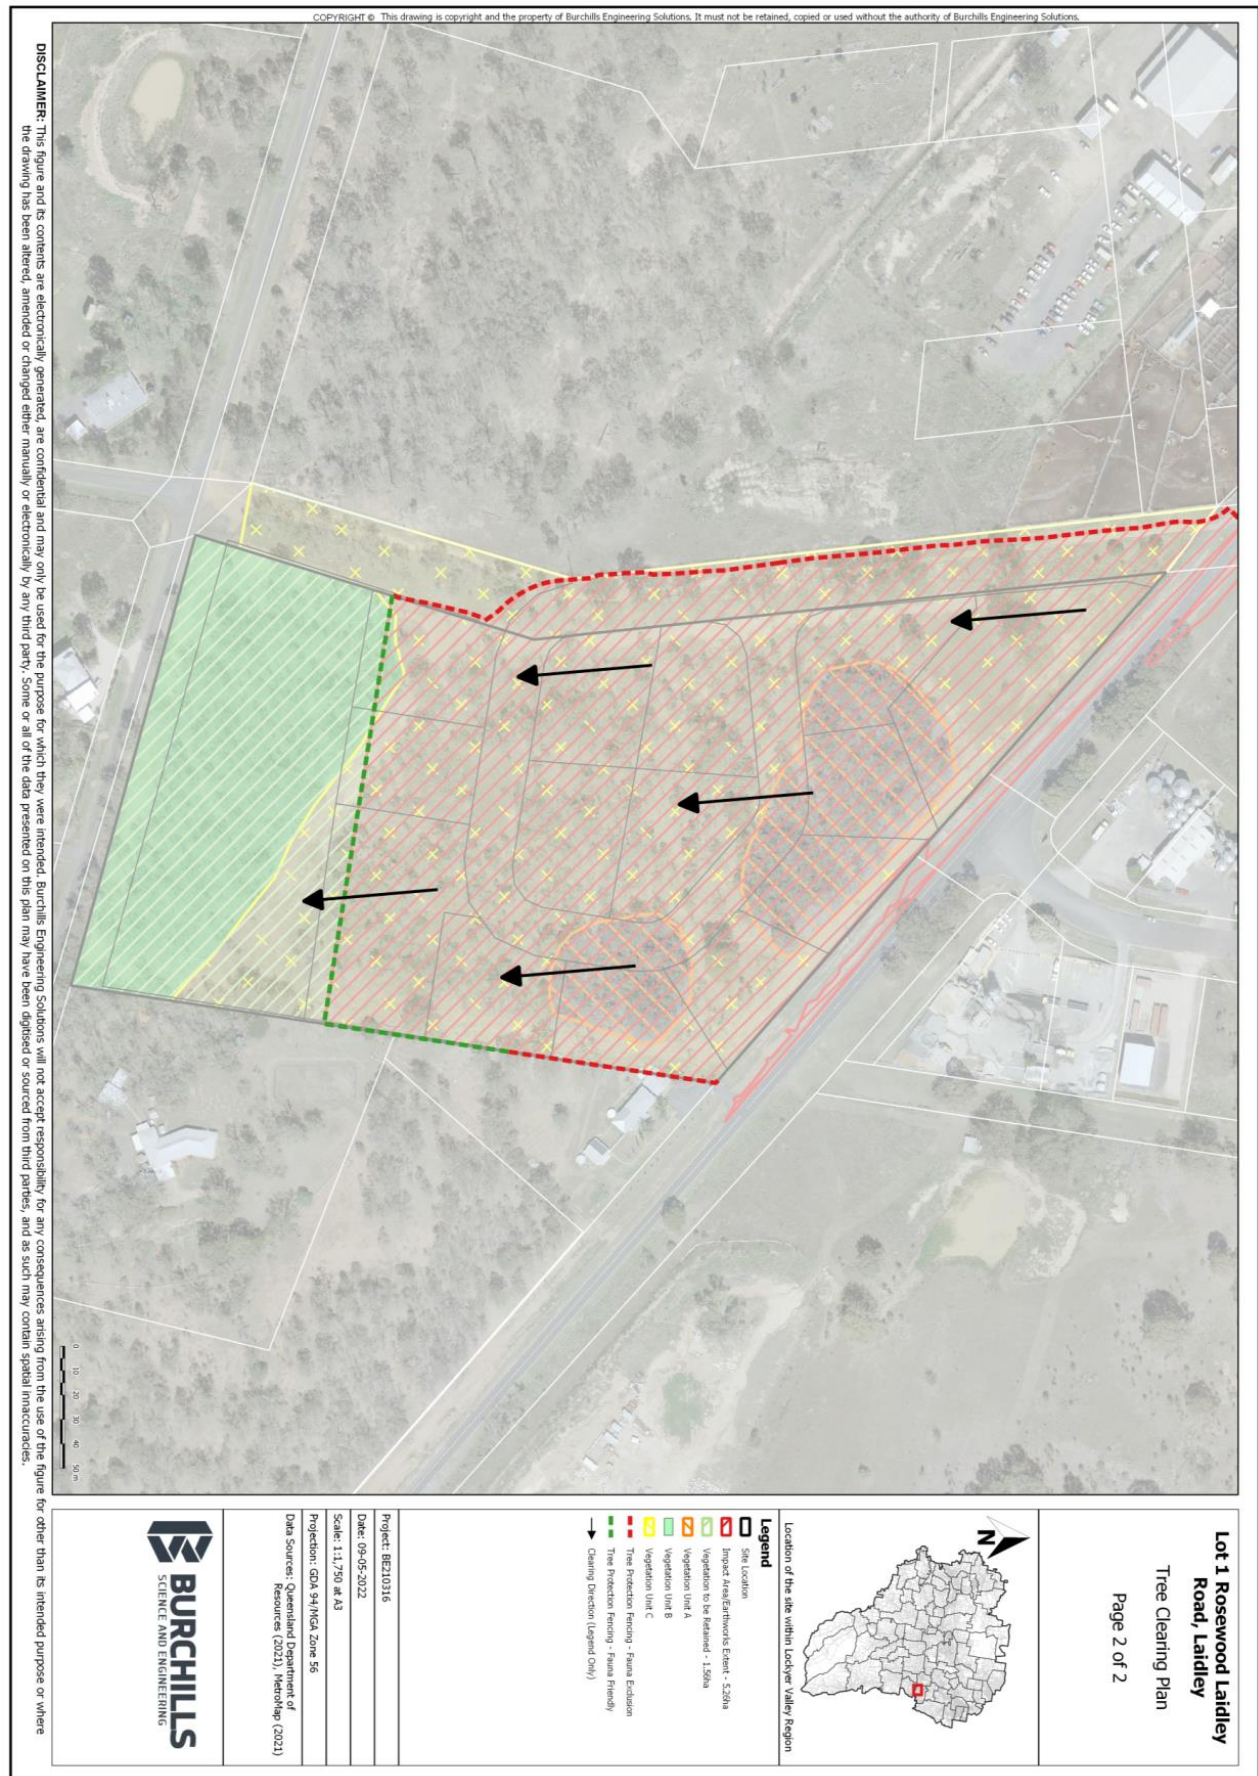 COPYRIGHT © This drawing is copyright and the property of Burchills Engineering Solutions. It must not be retained, copied or used without the authority of Burchills Engineering Solutions.
Lot 1 Rosewood Laidley
Road, Laidley
Tree Clearing Plan
Page 2 of 2
N
Location of the site within Lockyer Valley Region
Legend
Site Location
Impact Area/Earthworks Extent - 5.26ha
Vegetation to be Retained - 1.56ha
Vegetation Unit A
Vegetation Unit B
Vegetation Unit C
Tree Protection Fencing - Fauna Exclusion
Tree Protection Fencing - Fauna Friendly
Clearing Direction (Legend Only)
Project: BE210316
Date: 09-05-2022
Scale: 1:1,750 at A3
Projection: GDA 94/MGA Zone 56
Data Sources: Queensland Department of
Resources (2021), MetroMap (2021)
BURCHILLS
SCIENCE AND ENGINEERING
0 10 20 30 40 50 m
DISCLAIMER: This figure and its contents are electronically generated, are confidential and may only be used for the purpose for which they were intended. Burchills Engineering Solutions will not accept responsibility for any consequences arising from the use of the figure for other than its intended purpose or where
the drawing has been altered, amended or changed either manually or electronically by any third party. Some or all of the data presented on this plan may have been digitised or sourced from third parties, and as such may contain spatial innaccuracies.